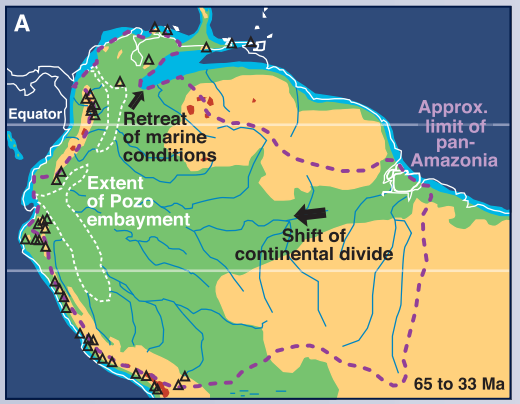 A
Equator
Retreat
of marine
conditions
Approx.
limit of
pan-
Amazonia
Extent
of Pozo
embayment
Shift of
continental divide
65 to 33 Ma